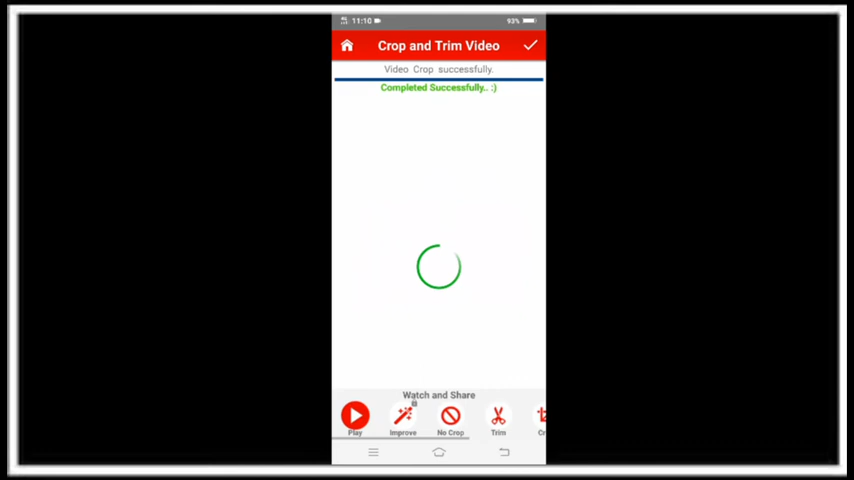 11:10 93%
Crop and Trim Video
Video Crop successfully.
Completed Successfully.. :)
Watch and Share
Play Improve No Crop Trim Cr